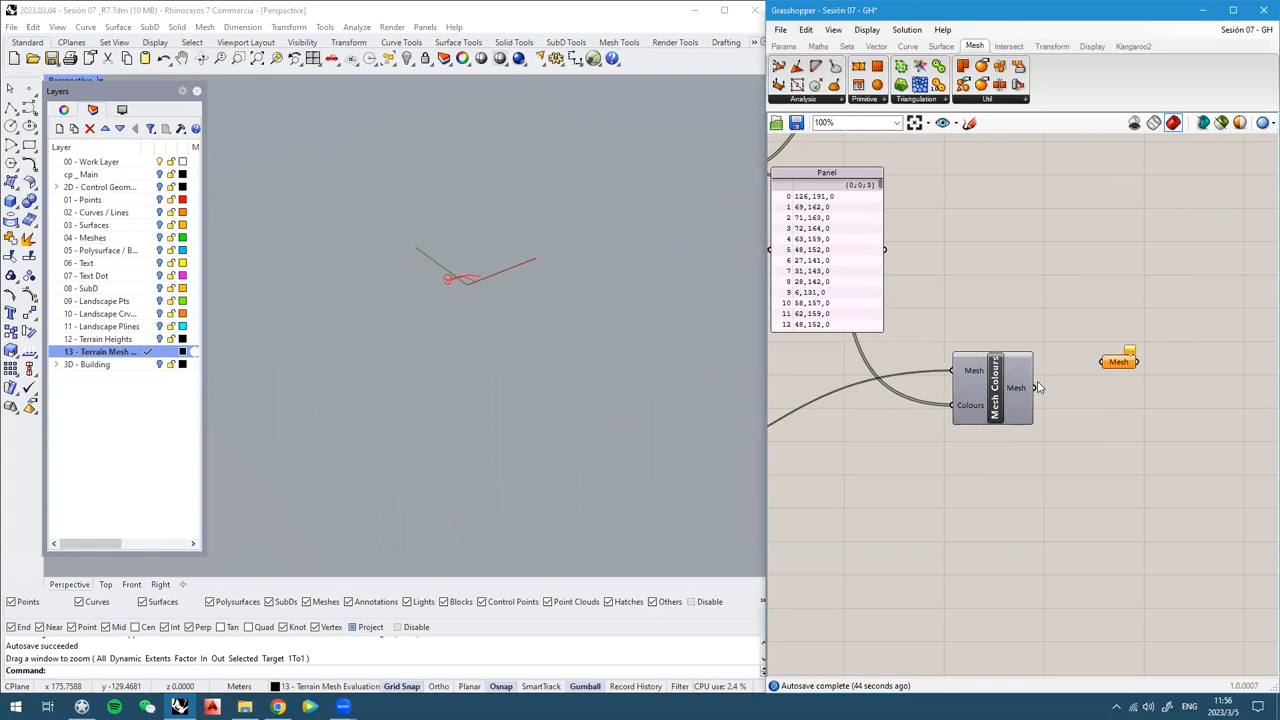 2023.03.04 - Sesión 07 _R7.3dm (10 MB) - Rhinoceros 7 Commercial - [Perspective]
File Edit View Curve Surface SubD Solid Mesh Dimension Transform Tools Analyze Render Panels Help
Standard CPlanes Set View Display Select Viewport Layout Visibility Transform Curve Tools Surface Tools Solid Tools SubD Tools Mesh Tools Render Tools Drafting »
Perspective
Layers
Layer M
00 - Work Layer
cp _ Main
2D - Control Geom...
01 - Points
02 - Curves / Lines
03 - Surfaces
04 - Meshes
05 - Polysurface / B...
06 - Text
07 - Text Dot
08 - SubD
09 - Landscape Pts
10 - Landscape Crv...
11 - Landscape Plines
12 - Terrain Heights
13 - Terrain Mesh ...
3D - Building
Perspective Top Front Right
Points Curves Surfaces Polysurfaces SubDs Meshes Annotations Lights Blocks Control Points Point Clouds Hatches Others Disable
End Near Point Mid Cen Int Perp Tan Quad Knot Vertex Project Disable
Autosave succeeded
Drag a window to zoom ( All Dynamic Extents Factor In Out Selected Target 1To1 )
Command:
CPlane x 175.7588 y -129.4681 z 0.0000 Meters 13 - Terrain Mesh Evaluation Grid Snap Ortho Planar Osnap SmartTrack Gumball Record History Filter CPU use: 2.4 %
Grasshopper - Sesión 07 - GH*
File Edit View Display Solution Help Sesión 07 - GH*
Params Maths Sets Vector Curve Surface Mesh Intersect Transform Display Kangaroo2
Analysis Primitive Triangulation Util
100%
Panel
{0;0;3}
0 126,191,0
1 69,162,0
2 71,163,0
3 72,164,0
4 63,159,0
5 48,152,0
6 27,141,0
7 31,143,0
8 28,142,0
9 6,131,0
10 58,157,0
11 62,159,0
12 48,152,0
Mesh
Colours
Mesh Colours
Mesh
Mesh
Autosave complete (44 seconds ago)
1.0.0007
ENG
11:56
2023/3/5